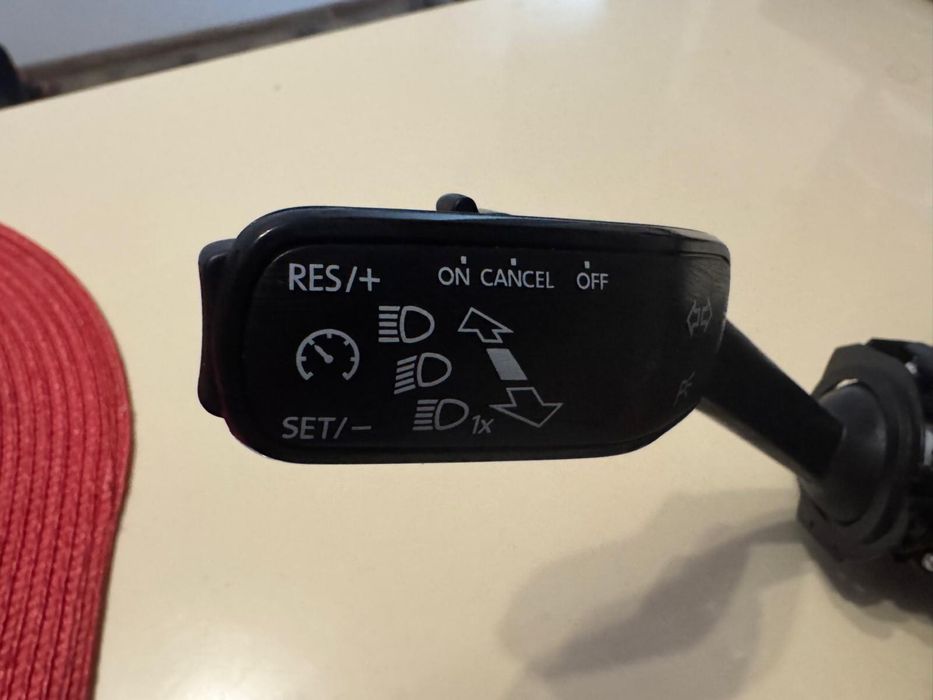 RES/+
ON CANCEL OFF
SET/–
1x